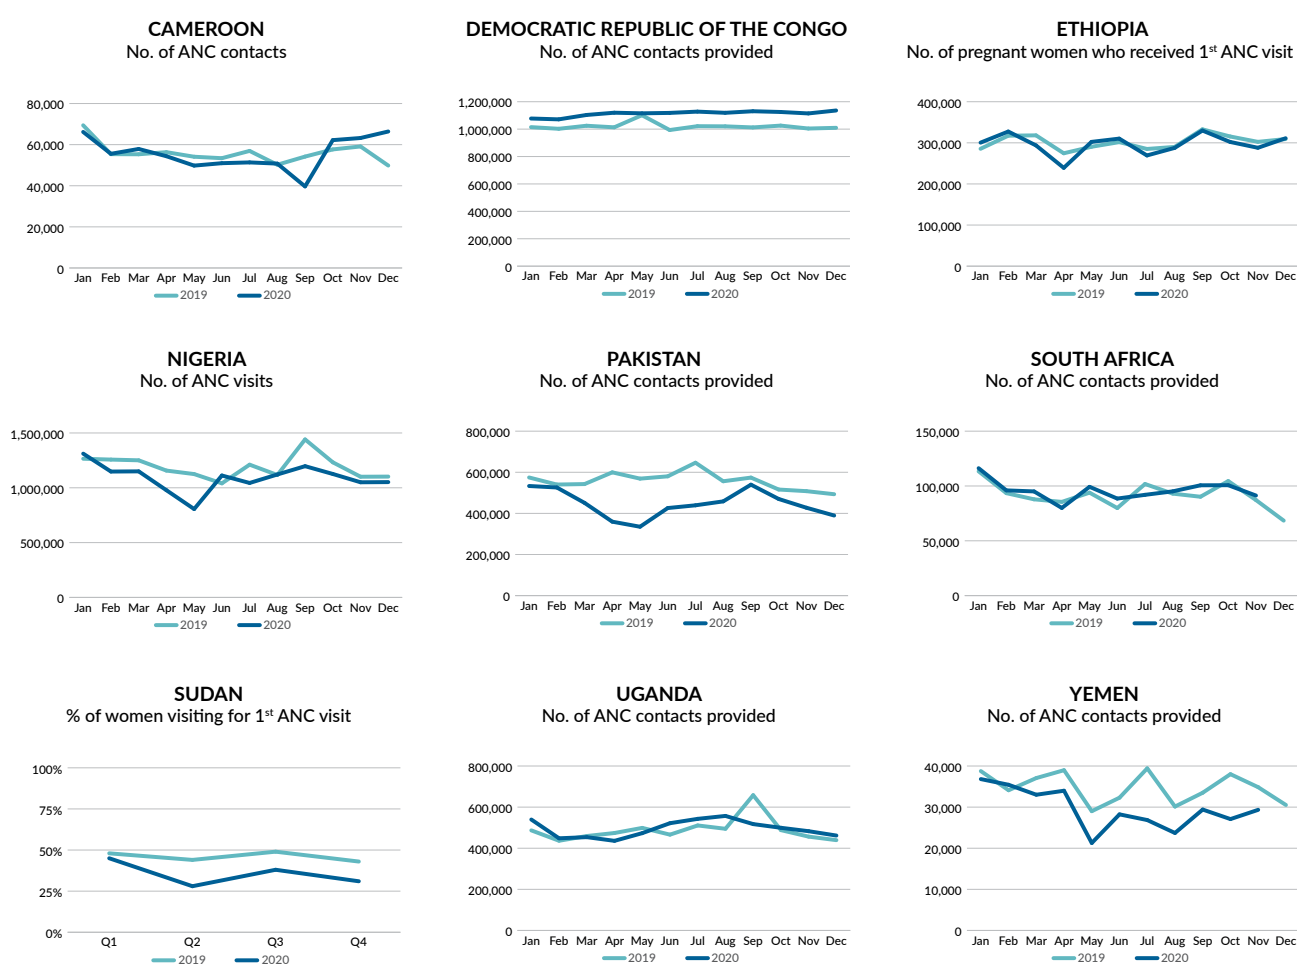 CAMEROON
No. of ANC contacts
80,000
60,000
40,000
20,000
0
Jan Feb Mar Apr May Jun Jul Aug Sep Oct Nov Dec
2019 2020
DEMOCRATIC REPUBLIC OF THE CONGO
No. of ANC contacts provided
1,200,000
1,000,000
800,000
600,000
400,000
200,000
0
Jan Feb Mar Apr May Jun Jul Aug Sep Oct Nov Dec
2019 2020
ETHIOPIA
No. of pregnant women who received 1st ANC visit
400,000
300,000
200,000
100,000
0
Jan Feb Mar Apr May Jun Jul Aug Sep Oct Nov Dec
2019 2020
NIGERIA
No. of ANC visits
1,500,000
1,000,000
500,000
0
Jan Feb Mar Apr May Jun Jul Aug Sep Oct Nov Dec
2019 2020
PAKISTAN
No. of ANC contacts provided
800,000
600,000
400,000
200,000
0
Jan Feb Mar Apr May Jun Jul Aug Sep Oct Nov Dec
2019 2020
SOUTH AFRICA
No. of ANC contacts provided
150,000
100,000
50,000
0
Jan Feb Mar Apr May Jun Jul Aug Sep Oct Nov Dec
2019 2020
SUDAN
% of women visiting for 1st ANC visit
100%
75%
50%
25%
0%
Q1 Q2 Q3 Q4
2019 2020
UGANDA
No. of ANC contacts provided
800,000
600,000
400,000
200,000
0
Jan Feb Mar Apr May Jun Jul Aug Sep Oct Nov Dec
2019 2020
YEMEN
No. of ANC contacts provided
40,000
30,000
20,000
10,000
0
Jan Feb Mar Apr May Jun Jul Aug Sep Oct Nov Dec
2019 2020